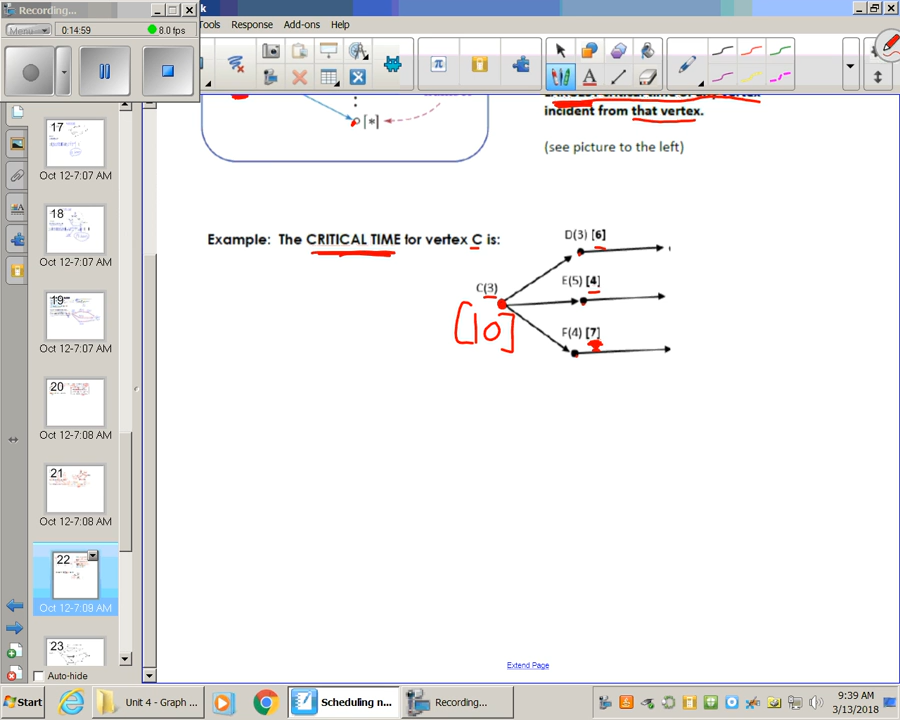 Recording...
Menu
0:14:59
8.0 fps
k
Tools Response Add-ons Help
[*]
incident from that vertex.
(see picture to the left)
Example: The CRITICAL TIME for vertex C is:
D(3) [6]
E(5) [4]
C(3)
[10]
F(4) [7]
17
Oct 12-7:07 AM
18
Oct 12-7:07 AM
19
Oct 12-7:07 AM
20
Oct 12-7:08 AM
21
Oct 12-7:08 AM
22
Oct 12-7:09 AM
23
Auto-hide
Extend Page
Start
Unit 4 - Graph ...
Scheduling n...
Recording...
9:39 AM
3/13/2018